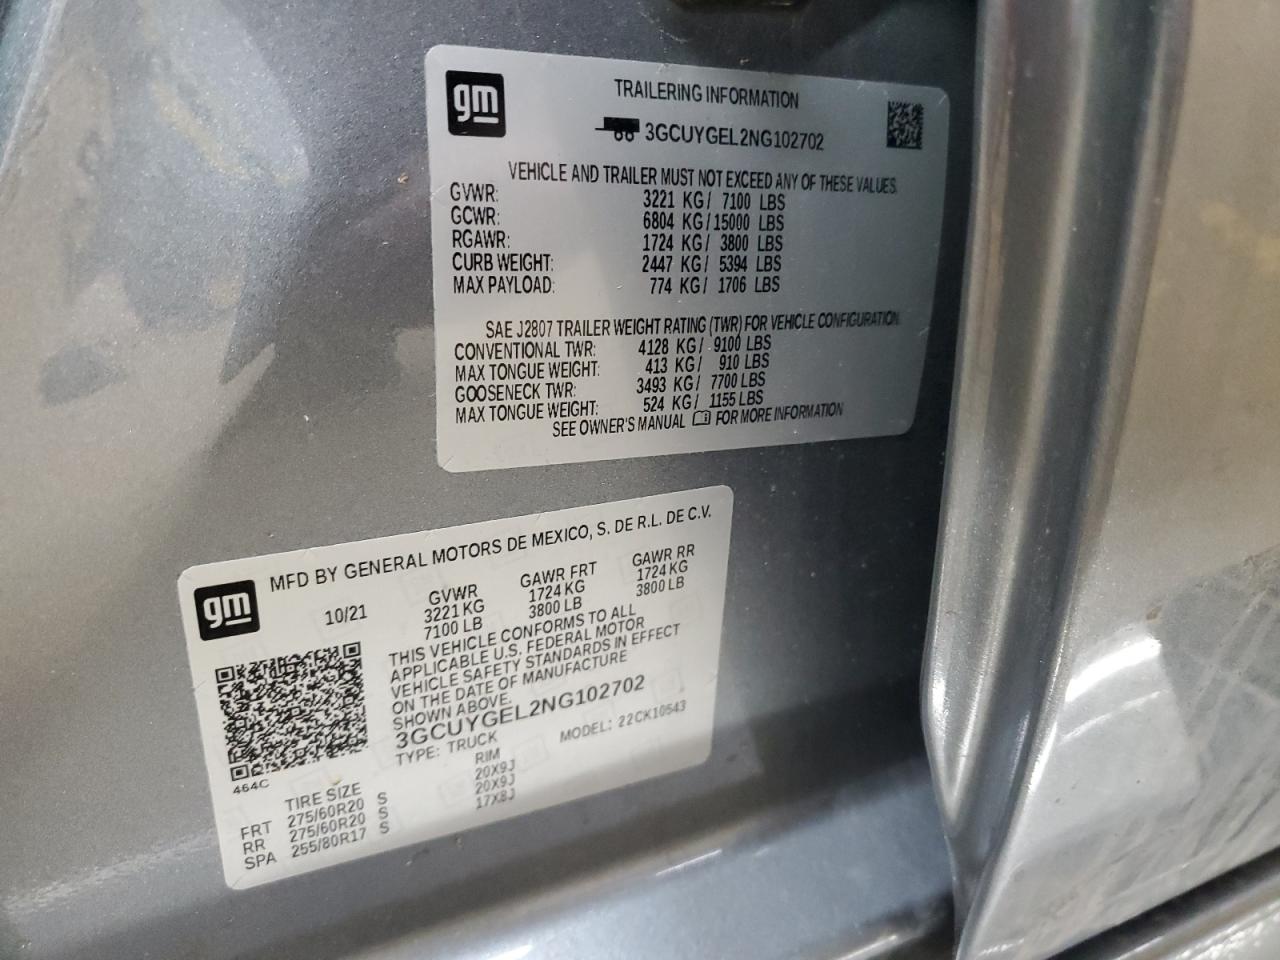 gm
TRAILERING INFORMATION
3GCUYGEL2NG102702
VEHICLE AND TRAILER MUST NOT EXCEED ANY OF THESE VALUES.
GVWR: 3221 KG/ 7100 LBS
GCWR: 6804 KG/15000 LBS
RGAWR: 1724 KG/ 3800 LBS
CURB WEIGHT: 2447 KG/ 5394 LBS
MAX PAYLOAD: 774 KG/ 1706 LBS
SAE J2807 TRAILER WEIGHT RATING (TWR) FOR VEHICLE CONFIGURATION
CONVENTIONAL TWR: 4128 KG/ 9100 LBS
MAX TONGUE WEIGHT: 413 KG/ 910 LBS
GOOSENECK TWR: 3493 KG/ 7700 LBS
MAX TONGUE WEIGHT: 524 KG/ 1155 LBS
SEE OWNER'S MANUAL FOR MORE INFORMATION
gm
MFD BY GENERAL MOTORS DE MEXICO, S. DE R.L. DE C.V.
10/21
GVWR GAWR FRT GAWR RR
3221 KG 1724 KG 1724 KG
7100 LB 3800 LB 3800 LB
THIS VEHICLE CONFORMS TO ALL
APPLICABLE U.S. FEDERAL MOTOR
VEHICLE SAFETY STANDARDS IN EFFECT
ON THE DATE OF MANUFACTURE
SHOWN ABOVE.
3GCUYGEL2NG102702
TYPE: TRUCK MODEL: 22CK10543
464C
TIRE SIZE RIM
FRT 275/60R20 S 20X9J
RR 275/60R20 S 20X9J
SPA 255/80R17 S 17X8J